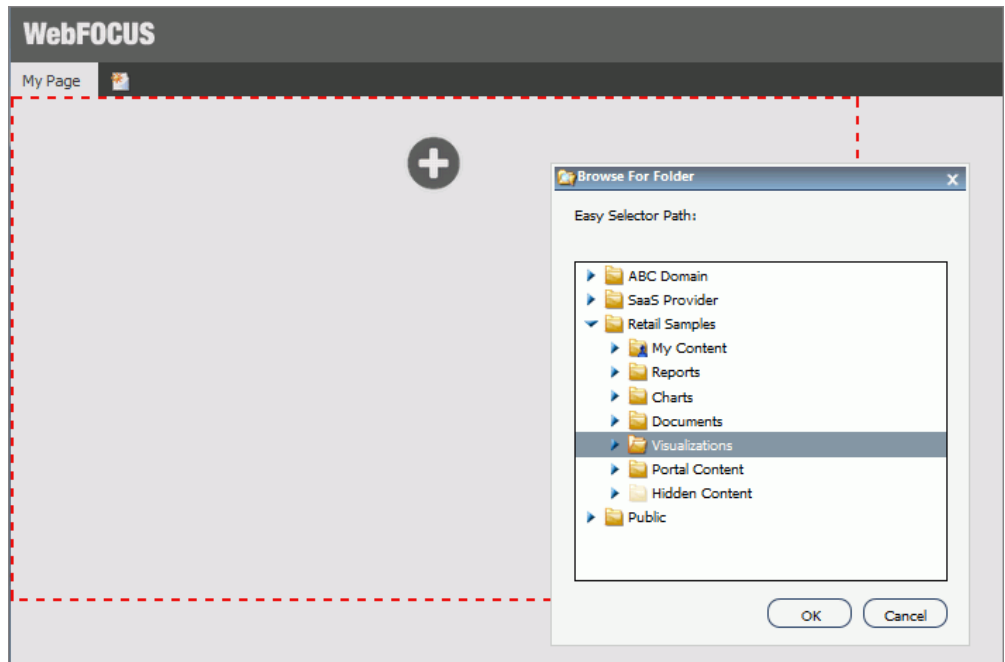 WebFOCUS
My Page
Browse For Folder
Easy Selector Path:
ABC Domain
SaaS Provider
Retail Samples
My Content
Reports
Charts
Documents
Visualizations
Portal Content
Hidden Content
Public
OK Cancel